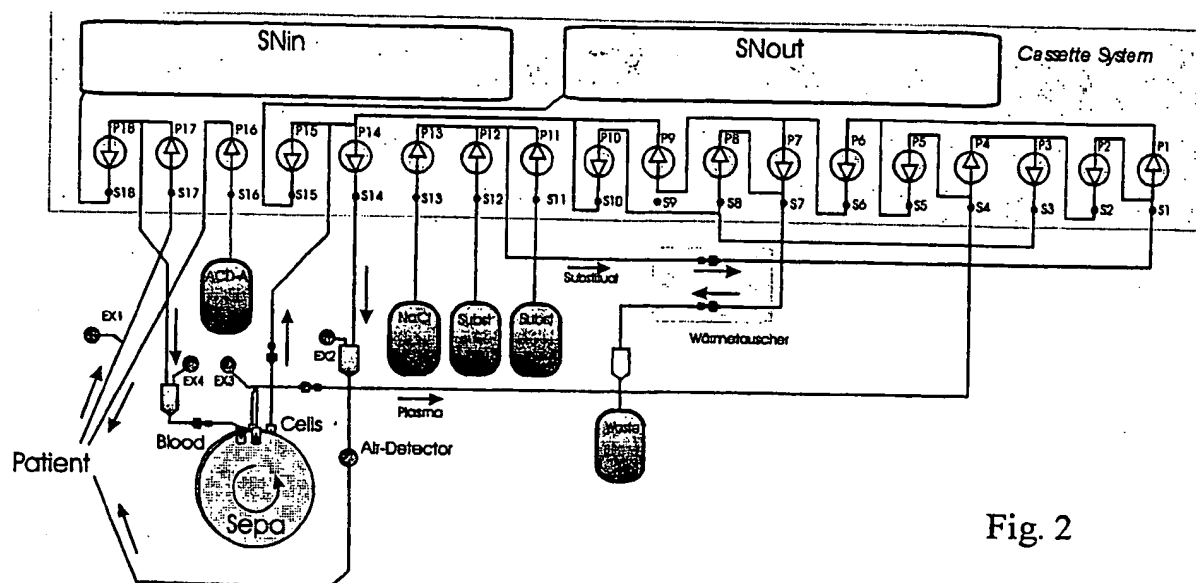 SNin
SNout
Cassette System
P18 P17 P16 P15 P14 P13 P12 P11 P10 P9 P8 P7 P6 P5 P4 P3 P2 P1
S18 S17 S16 S15 S14 S13 S12 S11 S10 S9 S8 S7 S6 S5 S4 S3 S2 S1
ACD-A
NaCl
Subst
Subst
Substituat
Wärmetauscher
EX1
EX2
EX4
EX3
Plasma
Waste
Blood
Cells
Air-Detector
Patient
Sepa
Fig. 2